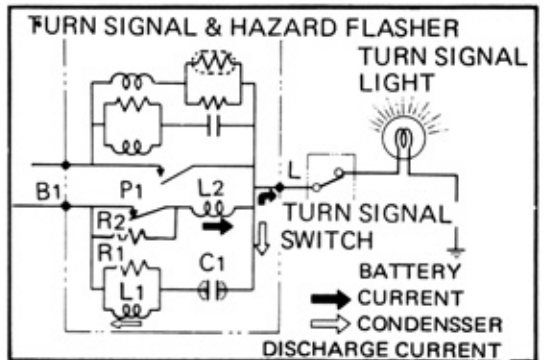 TURN SIGNAL & HAZARD FLASHER
TURN SIGNAL
LIGHT
L
B1
P1
L2
R2
R1
C1
L1
TURN SIGNAL
SWITCH
BATTERY
CURRENT
CONDENSSER
DISCHARGE CURRENT